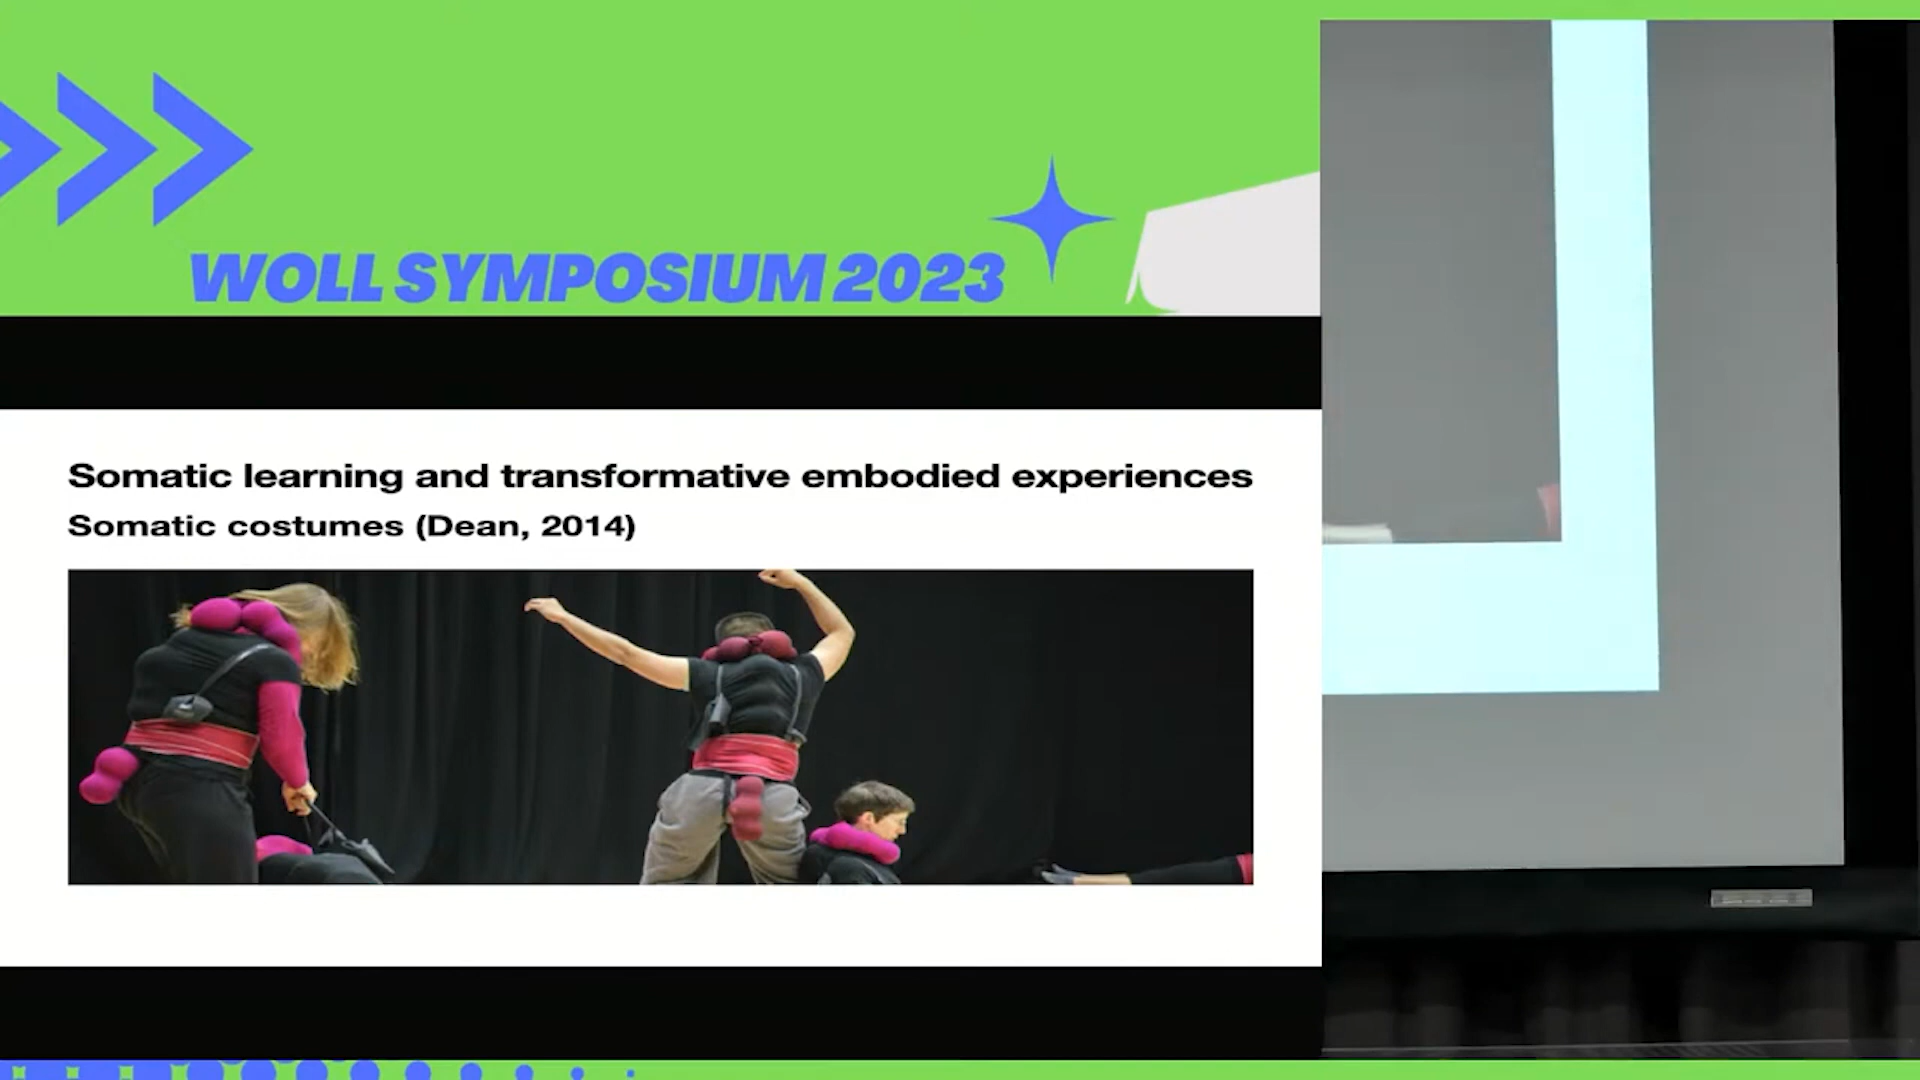 WOLL SYMPOSIUM 2023
Somatic learning and transformative embodied experiences
Somatic costumes (Dean, 2014)